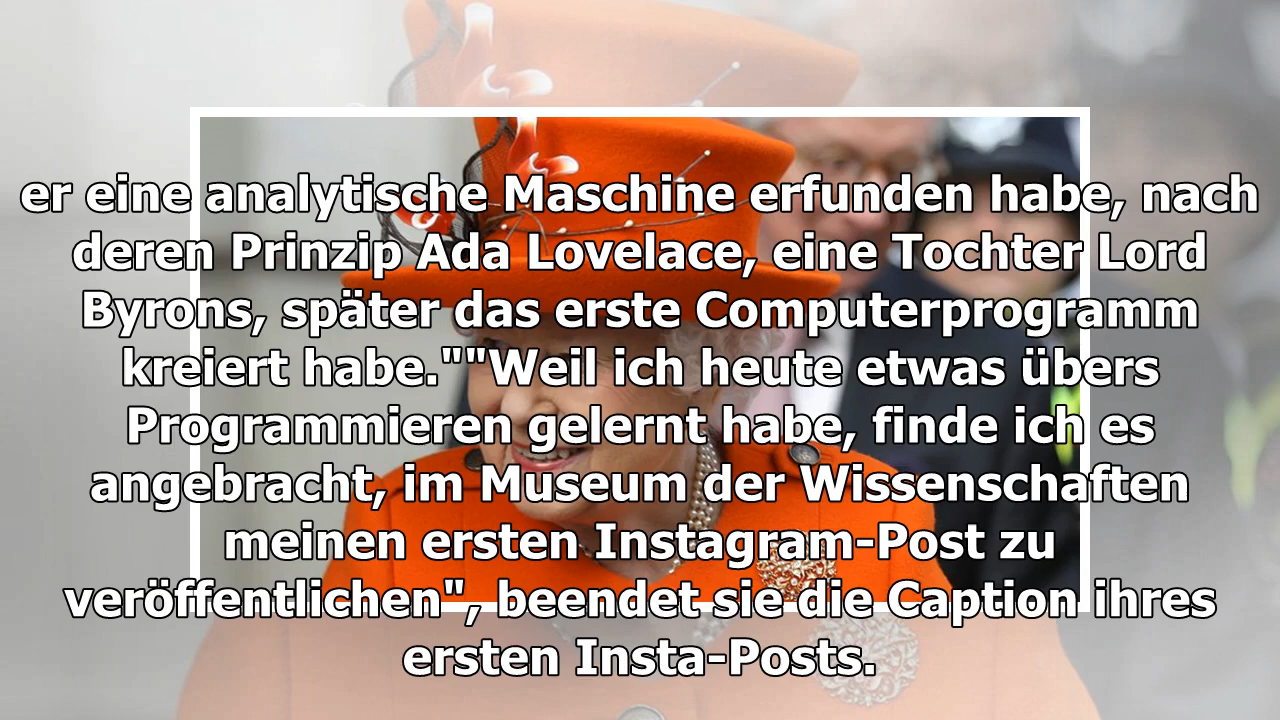 er eine analytische Maschine erfunden habe, nach
deren Prinzip Ada Lovelace, eine Tochter Lord
Byrons, später das erste Computerprogramm
kreiert habe.""Weil ich heute etwas übers
Programmieren gelernt habe, finde ich es
angebracht, im Museum der Wissenschaften
meinen ersten Instagram-Post zu
veröffentlichen", beendet sie die Caption ihres
ersten Insta-Posts.